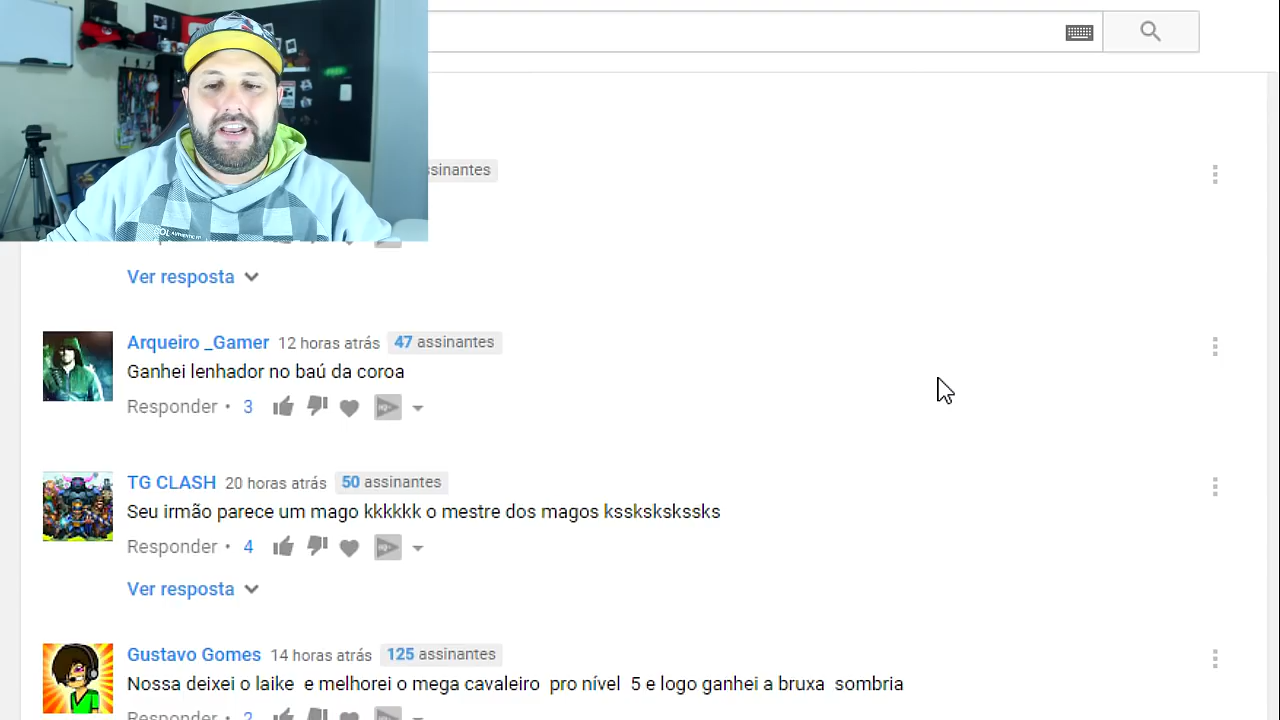 ssinantes
Ver resposta
Arqueiro _Gamer 12 horas atrás 47 assinantes
Ganhei lenhador no baú da coroa
Responder • 3
TG CLASH 20 horas atrás 50 assinantes
Seu irmão parece um mago kkkkkk o mestre dos magos ksskskskssks
Responder • 4
Ver resposta
Gustavo Gomes 14 horas atrás 125 assinantes
Nossa deixei o laike e melhorei o mega cavaleiro pro nível 5 e logo ganhei a bruxa sombria
Responder • 2